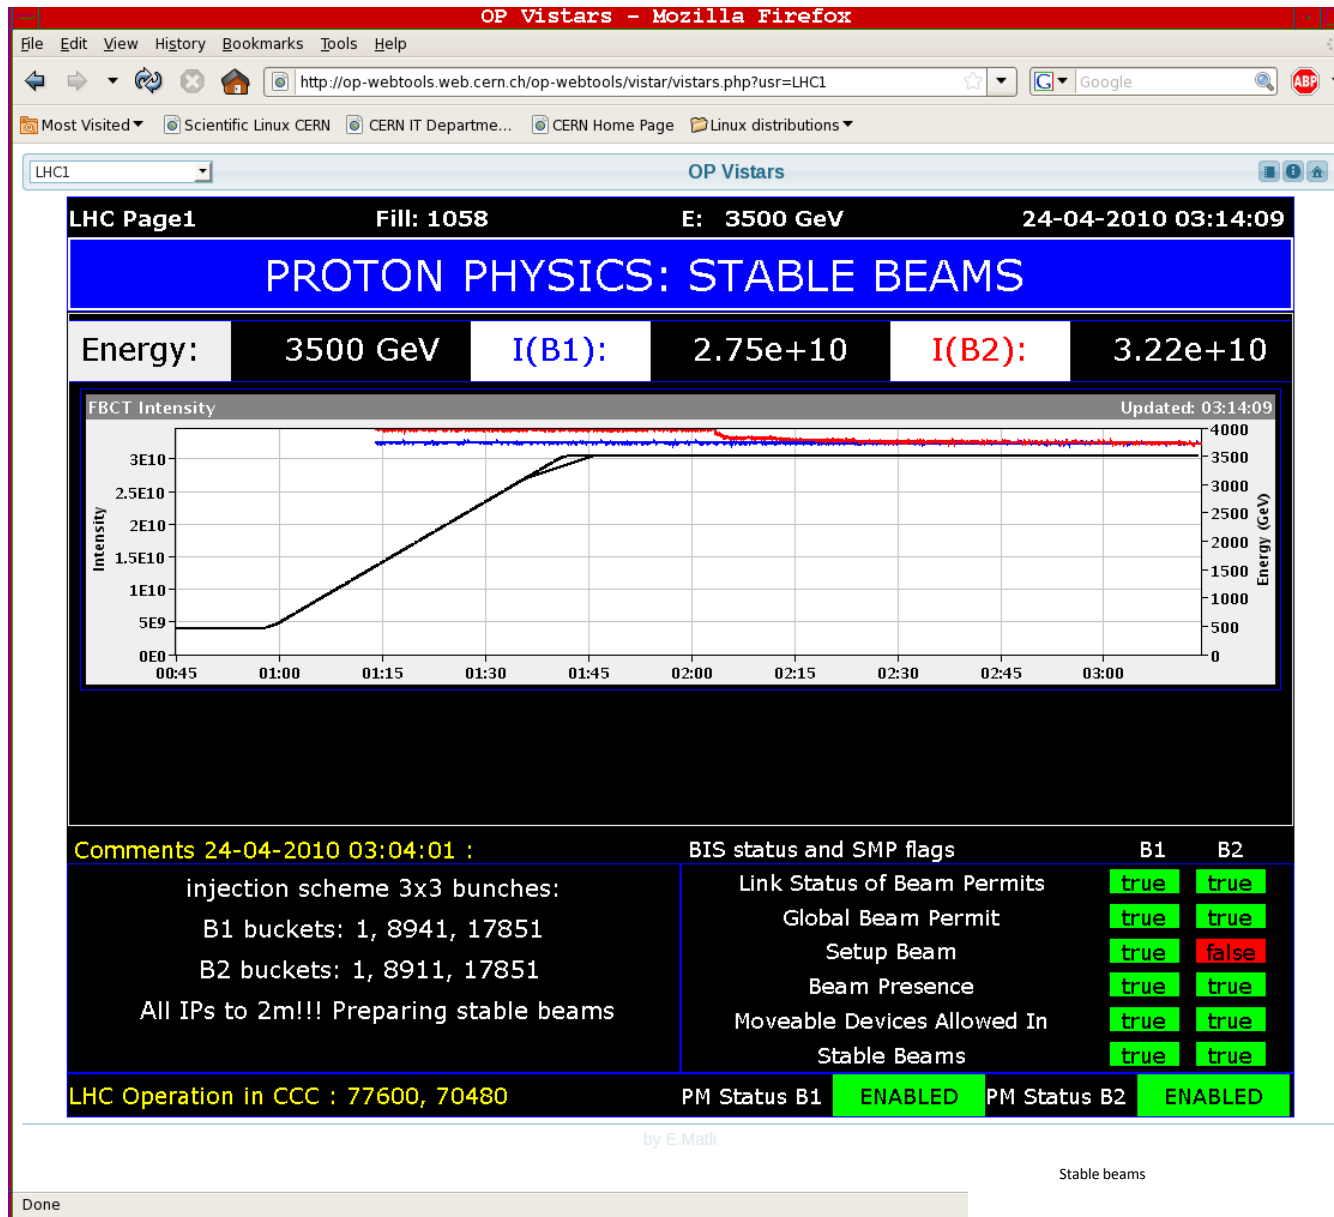 OP Vistars - Mozilla Firefox
File Edit View History Bookmarks Tools Help
http://op-webtools.web.cern.ch/op-webtools/vistar/vistars.php?usr=LHC1 G Google ABP
Most Visited Scientific Linux CERN CERN IT Departme... CERN Home Page Linux distributions
LHC1 OP Vistars
LHC Page1 Fill: 1058 E: 3500 GeV 24-04-2010 03:14:09
PROTON PHYSICS: STABLE BEAMS
Energy: 3500 GeV I(B1): 2.75e+10 I(B2): 3.22e+10
FBCT Intensity Updated: 03:14:09
4000
3E10 3500
2.5E10 3000
2E10 2500
2000
1.5E10 1500
1E10 1000
5E9 500
0E0 0
Intensity
Energy (GeV)
00:45 01:00 01:15 01:30 01:45 02:00 02:15 02:30 02:45 03:00
Comments 24-04-2010 03:04:01 :
injection scheme 3x3 bunches:
B1 buckets: 1, 8941, 17851
B2 buckets: 1, 8911, 17851
All IPs to 2m!!! Preparing stable beams
BIS status and SMP flags B1 B2
Link Status of Beam Permits true true
Global Beam Permit true true
Setup Beam true false
Beam Presence true true
Moveable Devices Allowed In true true
Stable Beams true true
LHC Operation in CCC : 77600, 70480 PM Status B1 ENABLED PM Status B2 ENABLED
by E.Matli
Stable beams
Done